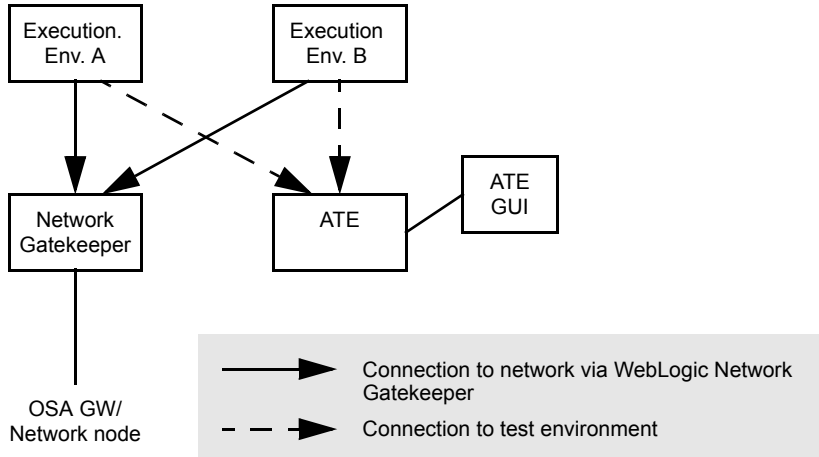 Execution.
Env. A
Execution
Env. B
Network
Gatekeeper
ATE
ATE
GUI
OSA GW/
Network node
Connection to network via WebLogic Network
Gatekeeper
Connection to test environment